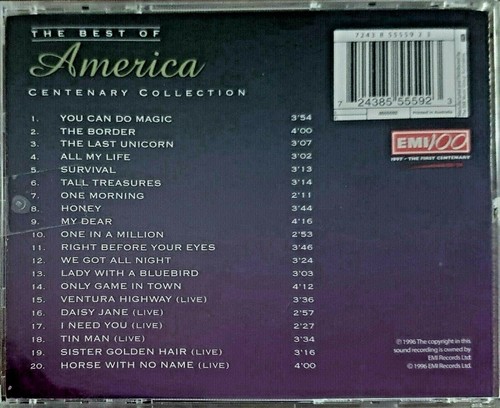 THE BEST OF
America
CENTENARY COLLECTION
1. YOU CAN DO MAGIC 3'54
2. THE BORDER 4'00
3. THE LAST UNICORN 3'07
4. ALL MY LIFE 3'02
5. SURVIVAL 3'13
6. TALL TREASURES 3'14
7. ONE MORNING 2'11
8. HONEY 3'44
9. MY DEAR 4'16
10. ONE IN A MILLION 2'53
11. RIGHT BEFORE YOUR EYES 3'46
12. WE GOT ALL NIGHT 3'24
13. LADY WITH A BLUEBIRD 3'03
14. ONLY GAME IN TOWN 4'12
15. VENTURA HIGHWAY (LIVE) 3'36
16. DAISY JANE (LIVE) 2'57
17. I NEED YOU (LIVE) 2'27
18. TIN MAN (LIVE) 3'34
19. SISTER GOLDEN HAIR (LIVE) 3'16
20. HORSE WITH NO NAME (LIVE) 4'00
7243 8 55559 2 3
7 24385 55592 3
Printed in Australia
EMI 100
1997 - THE FIRST CENTENARY
© 1996 The copyright in this
sound recording is owned by
EMI Records Ltd.
© 1996 EMI Records Ltd.